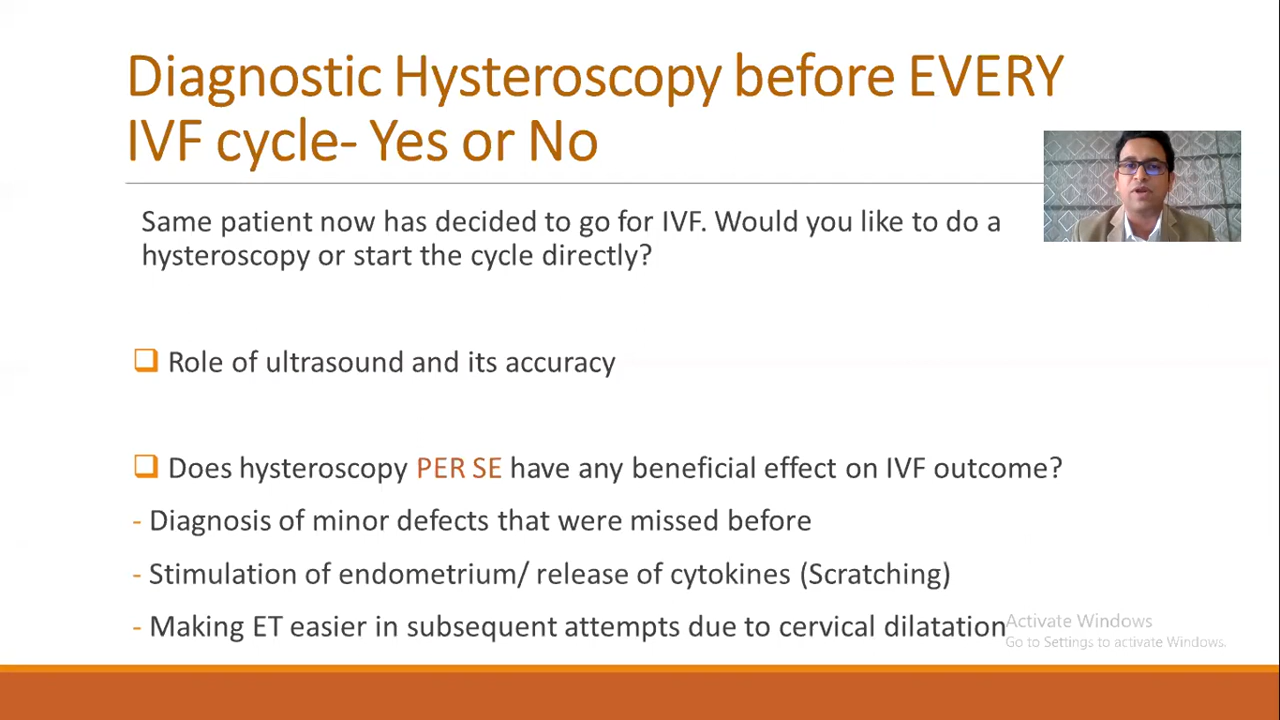 Diagnostic Hysteroscopy before EVERY
IVF cycle- Yes or No
Same patient now has decided to go for IVF. Would you like to do a
hysteroscopy or start the cycle directly?
Role of ultrasound and its accuracy
Does hysteroscopy PER SE have any beneficial effect on IVF outcome?
- Diagnosis of minor defects that were missed before
- Stimulation of endometrium/ release of cytokines (Scratching)
- Making ET easier in subsequent attempts due to cervical dilatation
Activate Windows
Go to Settings to activate Windows.